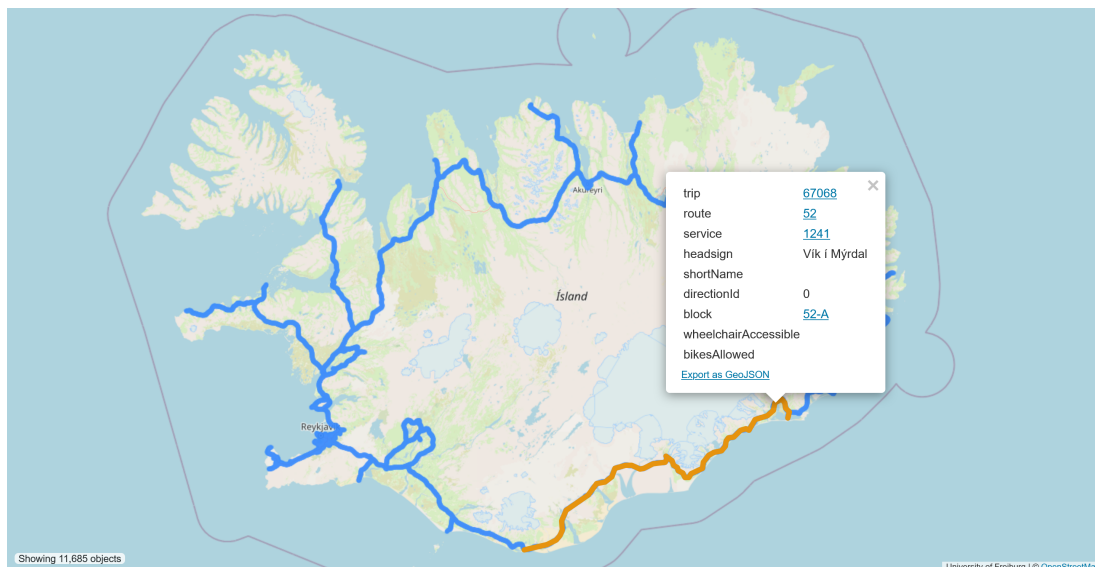 Akureyri
Ísland
Reykjav
trip 67068
route 52
service 1241
headsign Vík í Mýrdal
shortName
directionId 0
block 52-A
wheelchairAccessible
bikesAllowed
Export as GeoJSON
×
Showing 11,685 objects
University of Freiburg | © OpenStreetMa